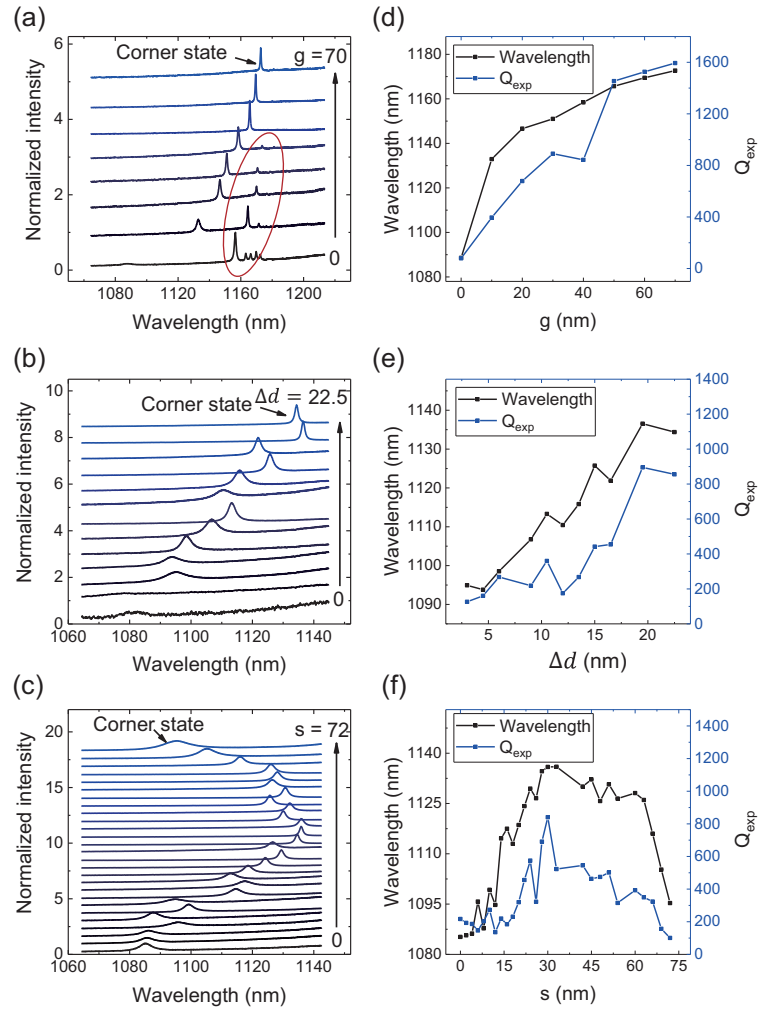 (a)
6
4
2
0
Normalized intensity
Corner state
g =70
0
1080 1120 1160 1200
Wavelength (nm)
(d)
1180
1160
1140
1120
1100
1080
Wavelength (nm)
Wavelength
Q_exp
1600
1200
800
400
0
Q_exp
0 20 40 60
g (nm)
(b)
10
8
6
4
2
0
Normalized intensity
Δd = 22.5
Corner state
0
1060 1080 1100 1120 1140
Wavelength (nm)
(e)
1140
1130
1120
1110
1100
1090
Wavelength (nm)
Wavelength
Q_exp
1400
1200
1000
800
600
400
200
0
Q_exp
5 10 15 20
Δd (nm)
(c)
20
15
10
5
0
Normalized intensity
Corner state
s = 72
0
1060 1080 1100 1120 1140
Wavelength (nm)
(f)
1140
1125
1110
1095
1080
Wavelength (nm)
Wavelength
Q_exp
1400
1200
1000
800
600
400
200
0
Q_exp
0 15 30 45 60 75
s (nm)